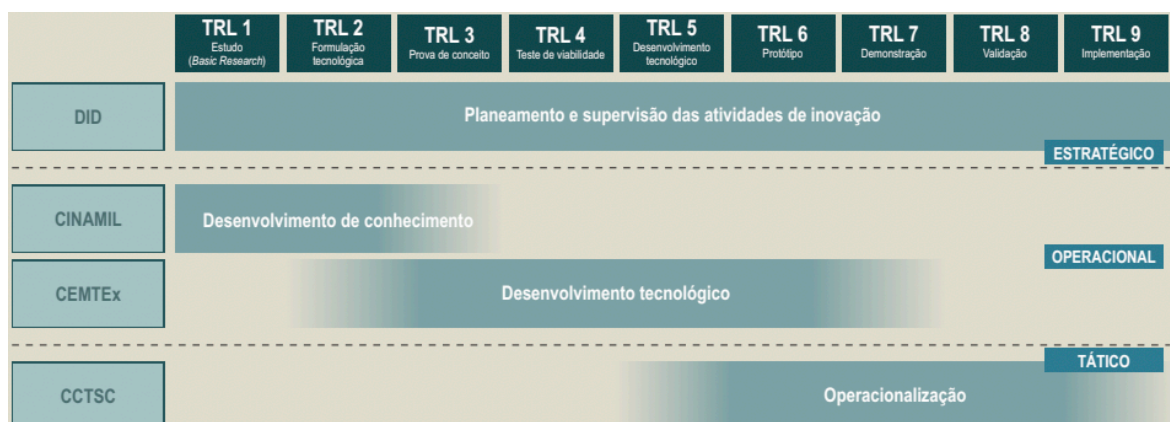 TRL 1
Estudo
(Basic Research)
TRL 2
Formulação
tecnológica
TRL 3
Prova de conceito
TRL 4
Teste de viabilidade
TRL 5
Desenvolvimento
tecnológico
TRL 6
Protótipo
TRL 7
Demonstração
TRL 8
Validação
TRL 9
Implementação
DID
Planeamento e supervisão das atividades de inovação
ESTRATÉGICO
CINAMIL
Desenvolvimento de conhecimento
OPERACIONAL
CEMTEx
Desenvolvimento tecnológico
TÁTICO
CCTSC
Operacionalização